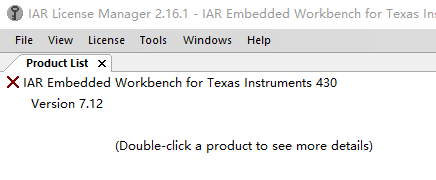 IAR License Manager 2.16.1 - IAR Embedded Workbench for Texas Instruments
File View License Tools Windows Help
Product List
IAR Embedded Workbench for Texas Instruments 430
Version 7.12
(Double-click a product to see more details)